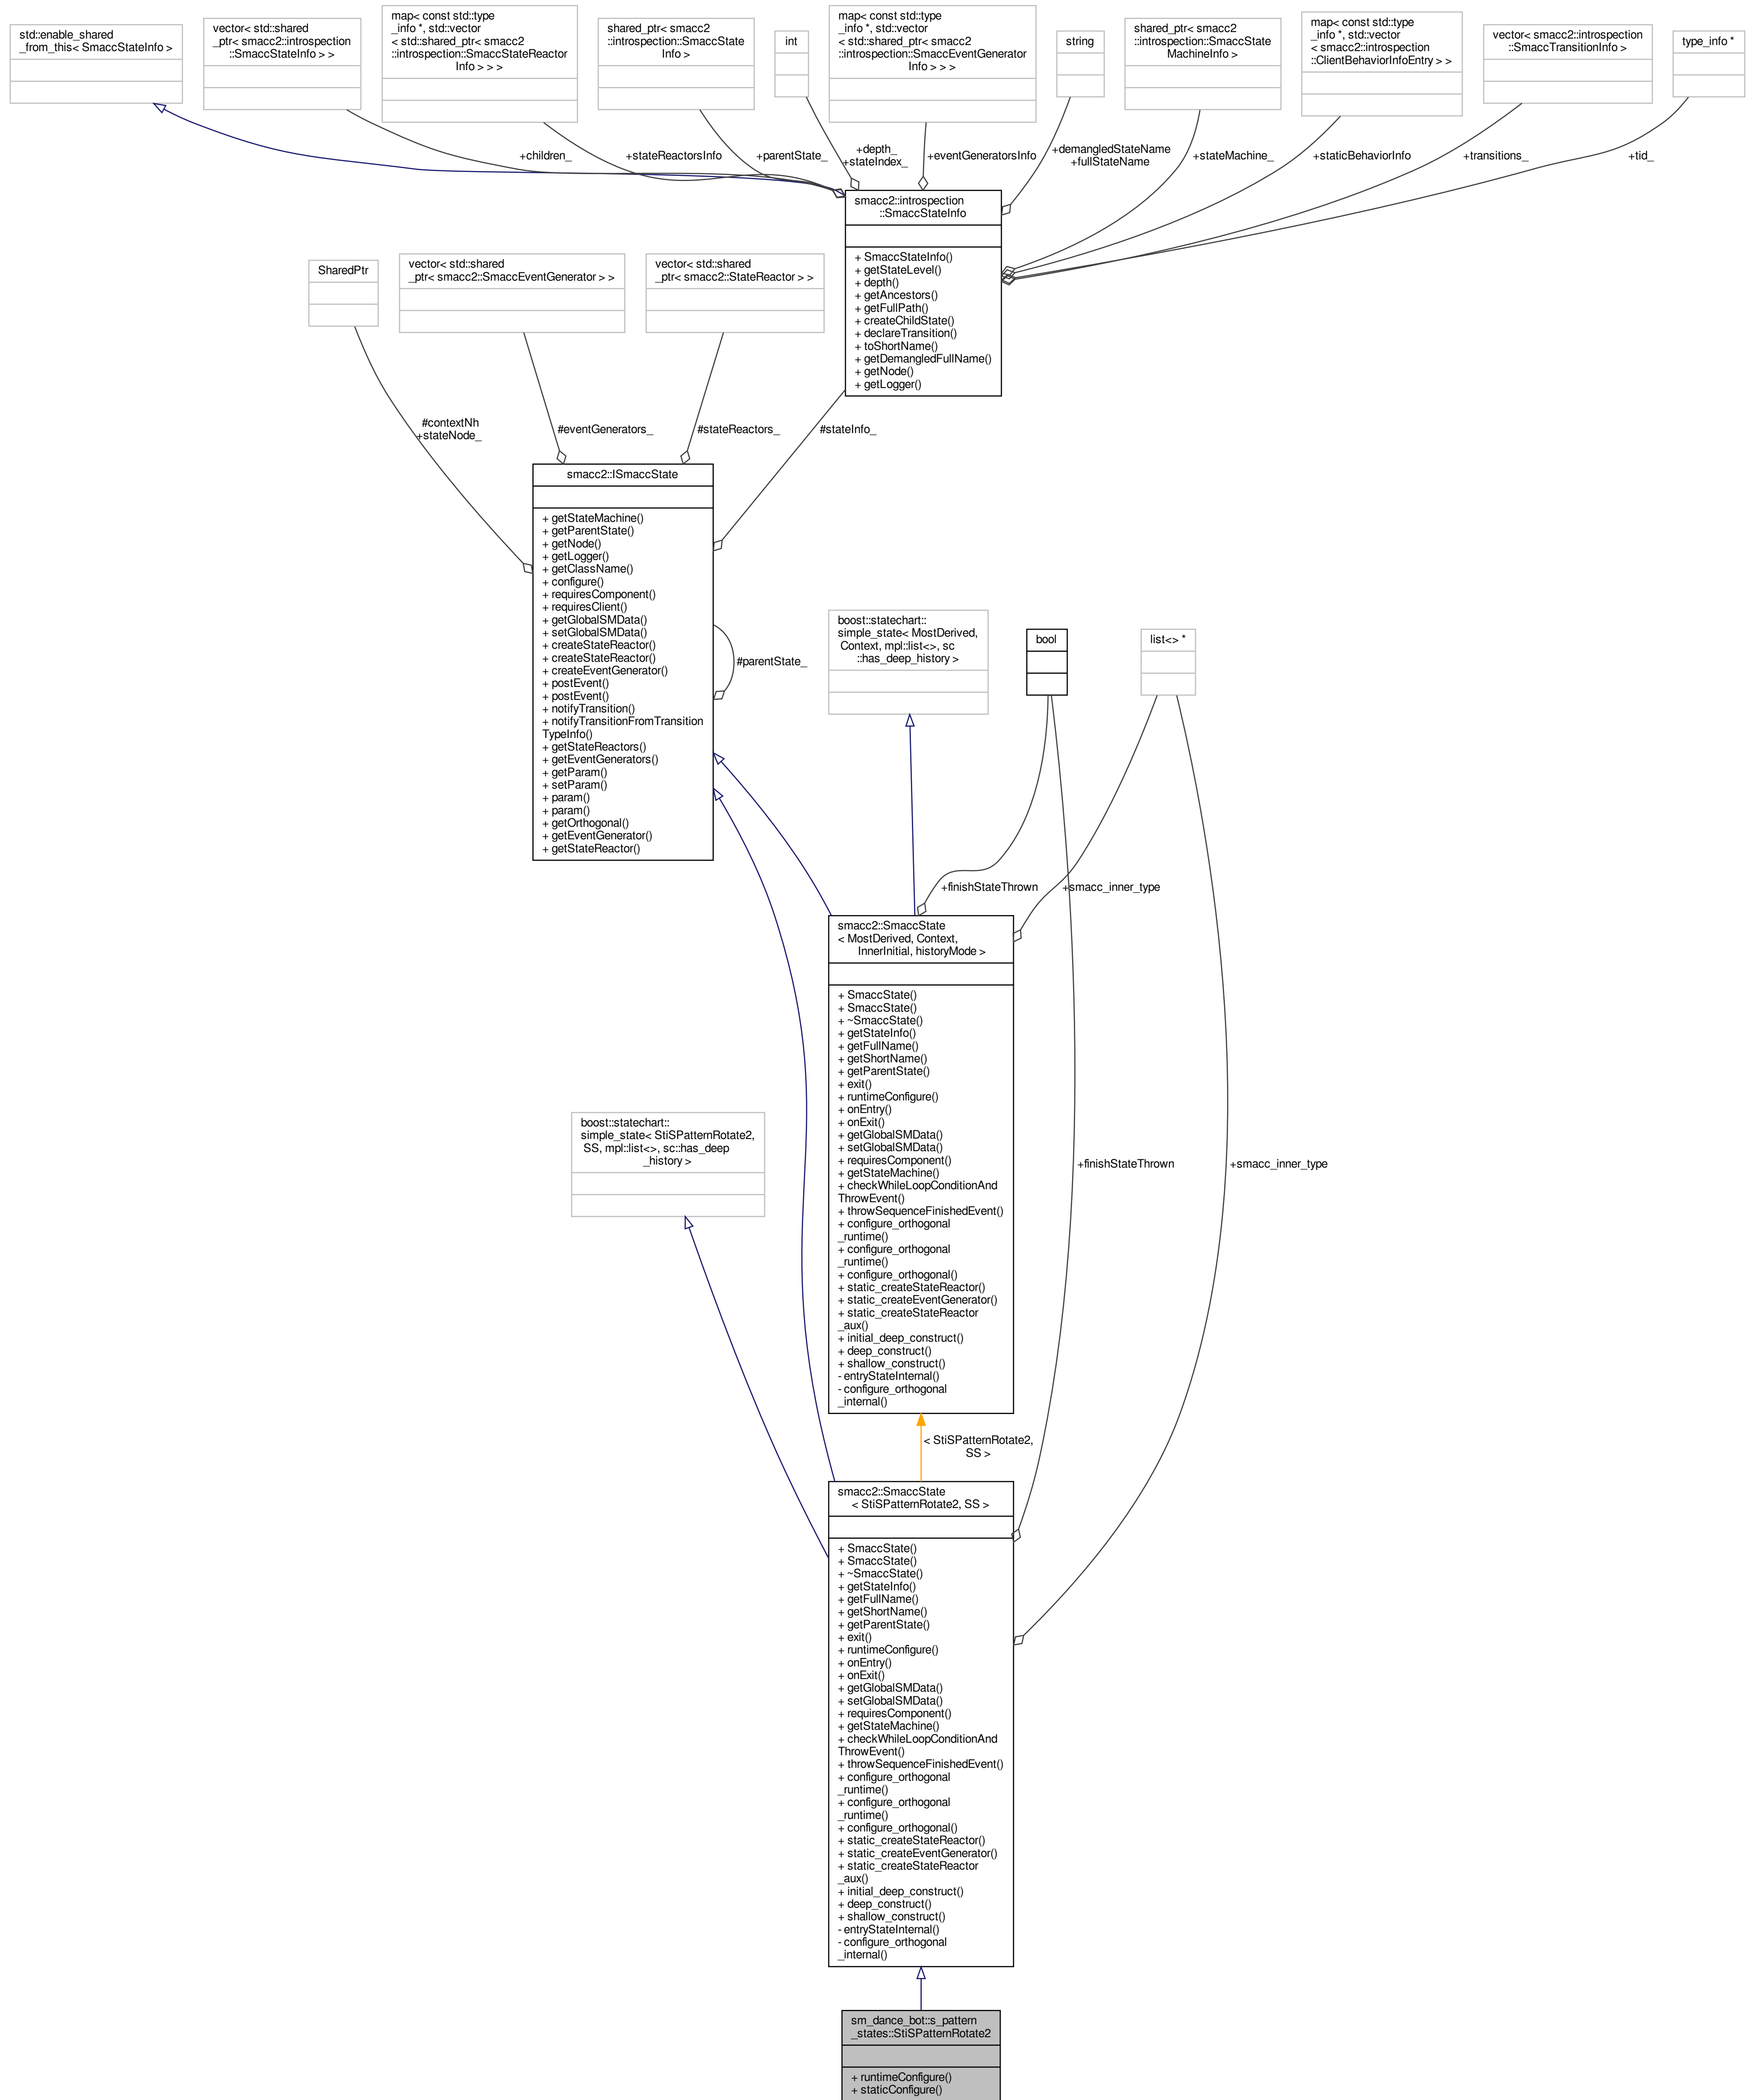 std::enable_shared
_from_this< SmaccStateInfo >
vector< std::shared
_ptr< smacc2::introspection
::SmaccStateInfo > >
map< const std::type
_info *, std::vector
< std::shared_ptr< smacc2
::introspection::SmaccStateReactor
Info > > >
shared_ptr< smacc2
::introspection::SmaccState
Info >
int
map< const std::type
_info *, std::vector
< std::shared_ptr< smacc2
::introspection::SmaccEventGenerator
Info > > >
string
shared_ptr< smacc2
::introspection::SmaccState
MachineInfo >
map< const std::type
_info *, std::vector
< smacc2::introspection
::ClientBehaviorInfoEntry > >
vector< smacc2::introspection
::SmaccTransitionInfo >
type_info *
+children_
+stateReactorsInfo
+parentState_
+depth_
+stateIndex_
+eventGeneratorsInfo
+demangledStateName
+fullStateName
+stateMachine_
+staticBehaviorInfo
+transitions_
+tid_
smacc2::introspection
::SmaccStateInfo
+ SmaccStateInfo()
+ getStateLevel()
+ depth()
+ getAncestors()
+ getFullPath()
+ createChildState()
+ declareTransition()
+ toShortName()
+ getDemangledFullName()
+ getNode()
+ getLogger()
SharedPtr
vector< std::shared
_ptr< smacc2::SmaccEventGenerator > >
vector< std::shared
_ptr< smacc2::StateReactor > >
#contextNh
+stateNode_
#eventGenerators_
#stateReactors_
#stateInfo_
smacc2::ISmaccState
+ getStateMachine()
+ getParentState()
+ getNode()
+ getLogger()
+ getClassName()
+ configure()
+ requiresComponent()
+ requiresClient()
+ getGlobalSMData()
+ setGlobalSMData()
+ createStateReactor()
+ createStateReactor()
+ createEventGenerator()
+ postEvent()
+ postEvent()
+ notifyTransition()
+ notifyTransitionFromTransition
TypeInfo()
+ getStateReactors()
+ getEventGenerators()
+ getParam()
+ setParam()
+ param()
+ param()
+ getOrthogonal()
+ getEventGenerator()
+ getStateReactor()
#parentState_
boost::statechart::
simple_state< MostDerived,
Context, mpl::list<>, sc
::has_deep_history >
bool
list<> *
+finishStateThrown
+smacc_inner_type
smacc2::SmaccState
< MostDerived, Context,
InnerInitial, historyMode >
+ SmaccState()
+ SmaccState()
+ ~SmaccState()
+ getStateInfo()
+ getFullName()
+ getShortName()
+ getParentState()
+ exit()
+ runtimeConfigure()
+ onEntry()
+ onExit()
+ getGlobalSMData()
+ setGlobalSMData()
+ requiresComponent()
+ getStateMachine()
+ checkWhileLoopConditionAnd
ThrowEvent()
+ throwSequenceFinishedEvent()
+ configure_orthogonal
_runtime()
+ configure_orthogonal
_runtime()
+ configure_orthogonal()
+ static_createStateReactor()
+ static_createEventGenerator()
+ static_createStateReactor
_aux()
+ initial_deep_construct()
+ deep_construct()
+ shallow_construct()
- entryStateInternal()
- configure_orthogonal
_internal()
boost::statechart::
simple_state< StiSPatternRotate2,
SS, mpl::list<>, sc::has_deep
_history >
+finishStateThrown
+smacc_inner_type
< StiSPatternRotate2,
SS >
smacc2::SmaccState
< StiSPatternRotate2, SS >
+ SmaccState()
+ SmaccState()
+ ~SmaccState()
+ getStateInfo()
+ getFullName()
+ getShortName()
+ getParentState()
+ exit()
+ runtimeConfigure()
+ onEntry()
+ onExit()
+ getGlobalSMData()
+ setGlobalSMData()
+ requiresComponent()
+ getStateMachine()
+ checkWhileLoopConditionAnd
ThrowEvent()
+ throwSequenceFinishedEvent()
+ configure_orthogonal
_runtime()
+ configure_orthogonal
_runtime()
+ configure_orthogonal()
+ static_createStateReactor()
+ static_createEventGenerator()
+ static_createStateReactor
_aux()
+ initial_deep_construct()
+ deep_construct()
+ shallow_construct()
- entryStateInternal()
- configure_orthogonal
_internal()
sm_dance_bot::s_pattern
_states::StiSPatternRotate2
+ runtimeConfigure()
+ staticConfigure()